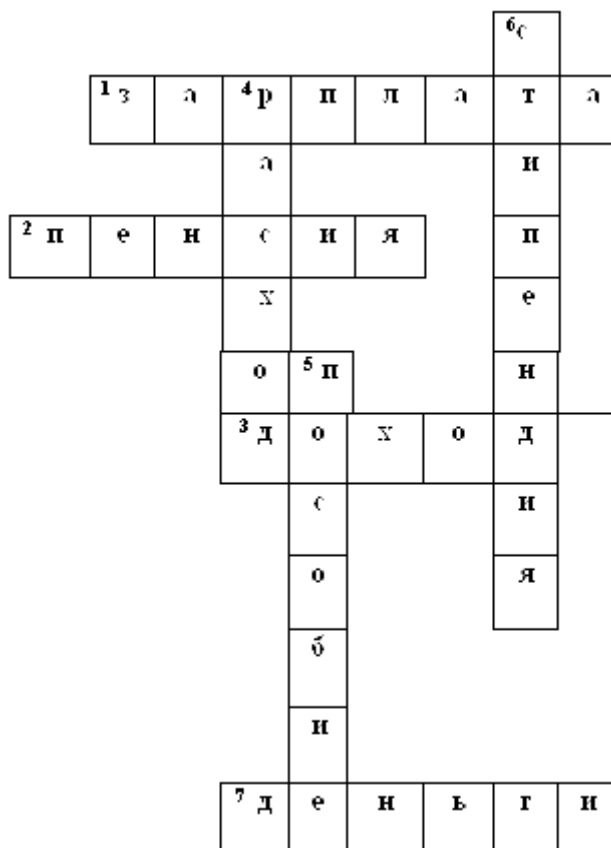 6с
1з а 4р п л а т а
а и
2п е н с и я п
х е
о 5п н
3д о х о д
с и
о я
б
и
7д е н ь г и